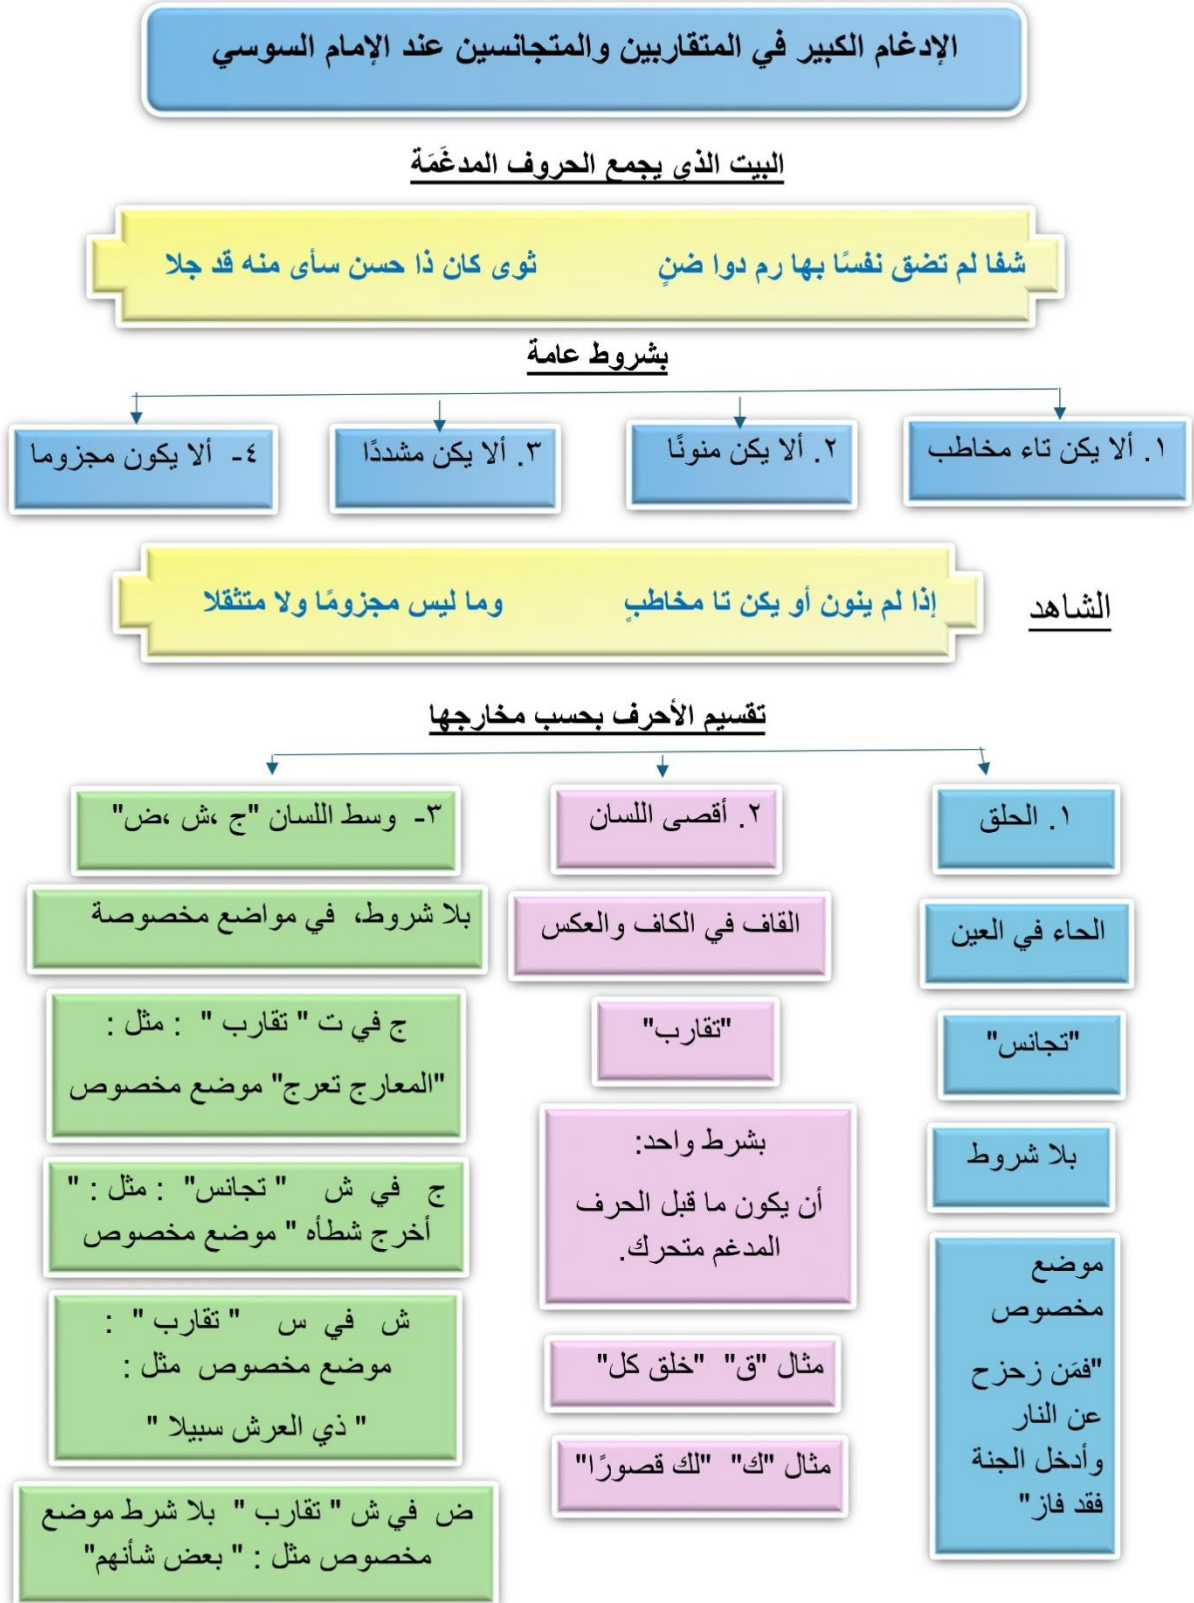 الإدغام الكبير في المتقاربين والمتجانسين عند الإمام السوسي
البيت الذي يجمع الحروف المدغَمَة
شفا لم تضق نفسًا بها رم دوا ضنٍ ثوى كان ذا حسن سأى منه قد جلا
بشروط عامة
١. ألا يكن تاء مخاطب
٢. ألا يكن منونًا
٣. ألا يكن مشددًا
٤- ألا يكون مجزوما
الشاهد
إذا لم ينون أو يكن تا مخاطبٍ وما ليس مجزومًا ولا متثقلا
تقسيم الأحرف بحسب مخارجها
١. الحلق
الحاء في العين
"تجانس"
بلا شروط
موضع
مخصوص
"فمَن زحزح
عن النار
وأدخل الجنة
فقد فاز"
٢. أقصى اللسان
القاف في الكاف والعكس
"تقارب"
بشرط واحد:
أن يكون ما قبل الحرف
المدغم متحرك.
مثال "ق" "خلق كل"
مثال "ك" "لك قصورًا"
٣- وسط اللسان "ج ،ش ،ض"
بلا شروط، في مواضع مخصوصة
ج في ت " تقارب " : مثل :
"المعارج تعرج" موضع مخصوص
ج في ش " تجانس" : مثل : "
أخرج شطأه " موضع مخصوص
ش في س " تقارب " :
موضع مخصوص مثل :
" ذي العرش سبيلا "
ض في ش " تقارب " بلا شرط موضع
مخصوص مثل : " بعض شأنهم"